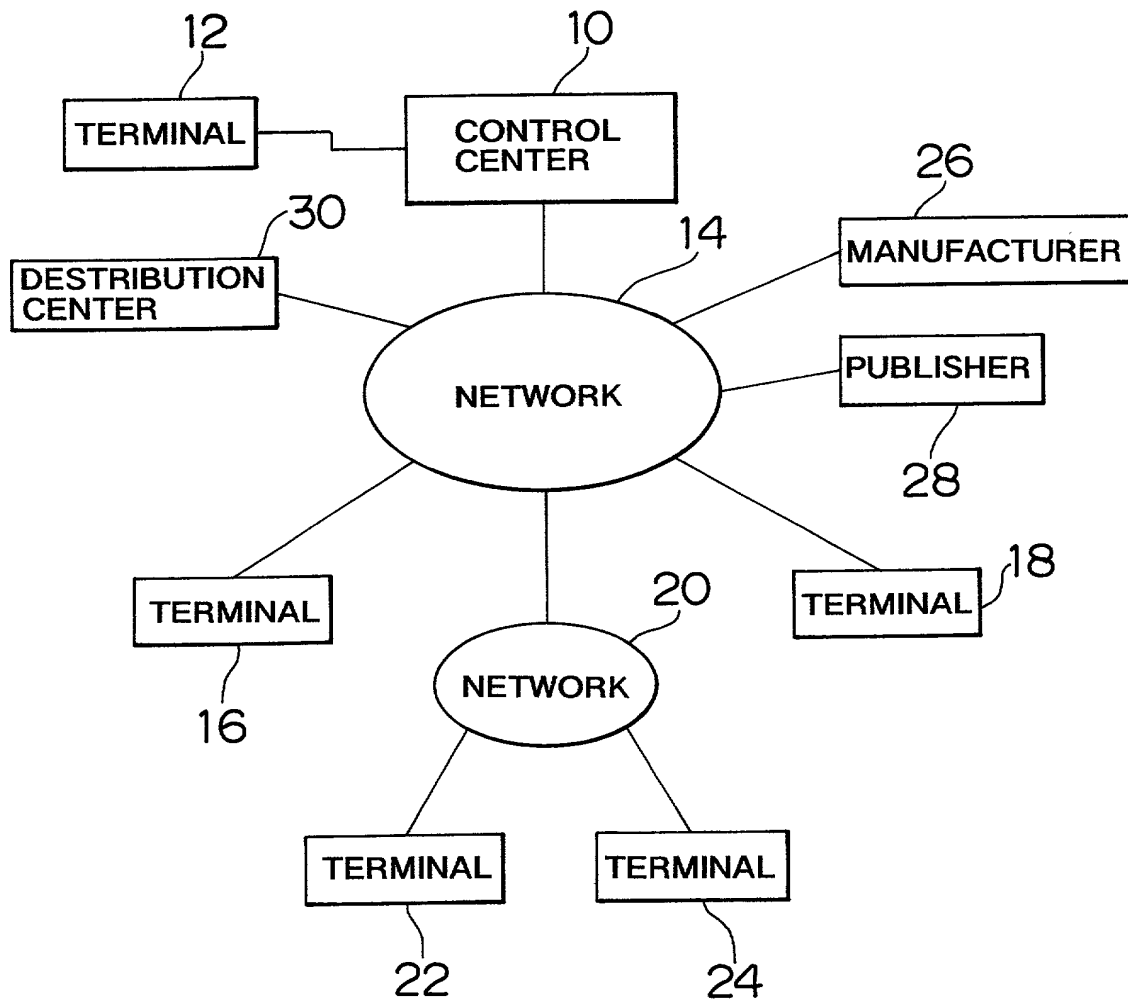 12
10
TERMINAL
CONTROL
CENTER
26
30
14
MANUFACTURER
DESTRIBUTION
CENTER
PUBLISHER
NETWORK
28
18
TERMINAL
20
TERMINAL
NETWORK
16
TERMINAL
TERMINAL
22
24